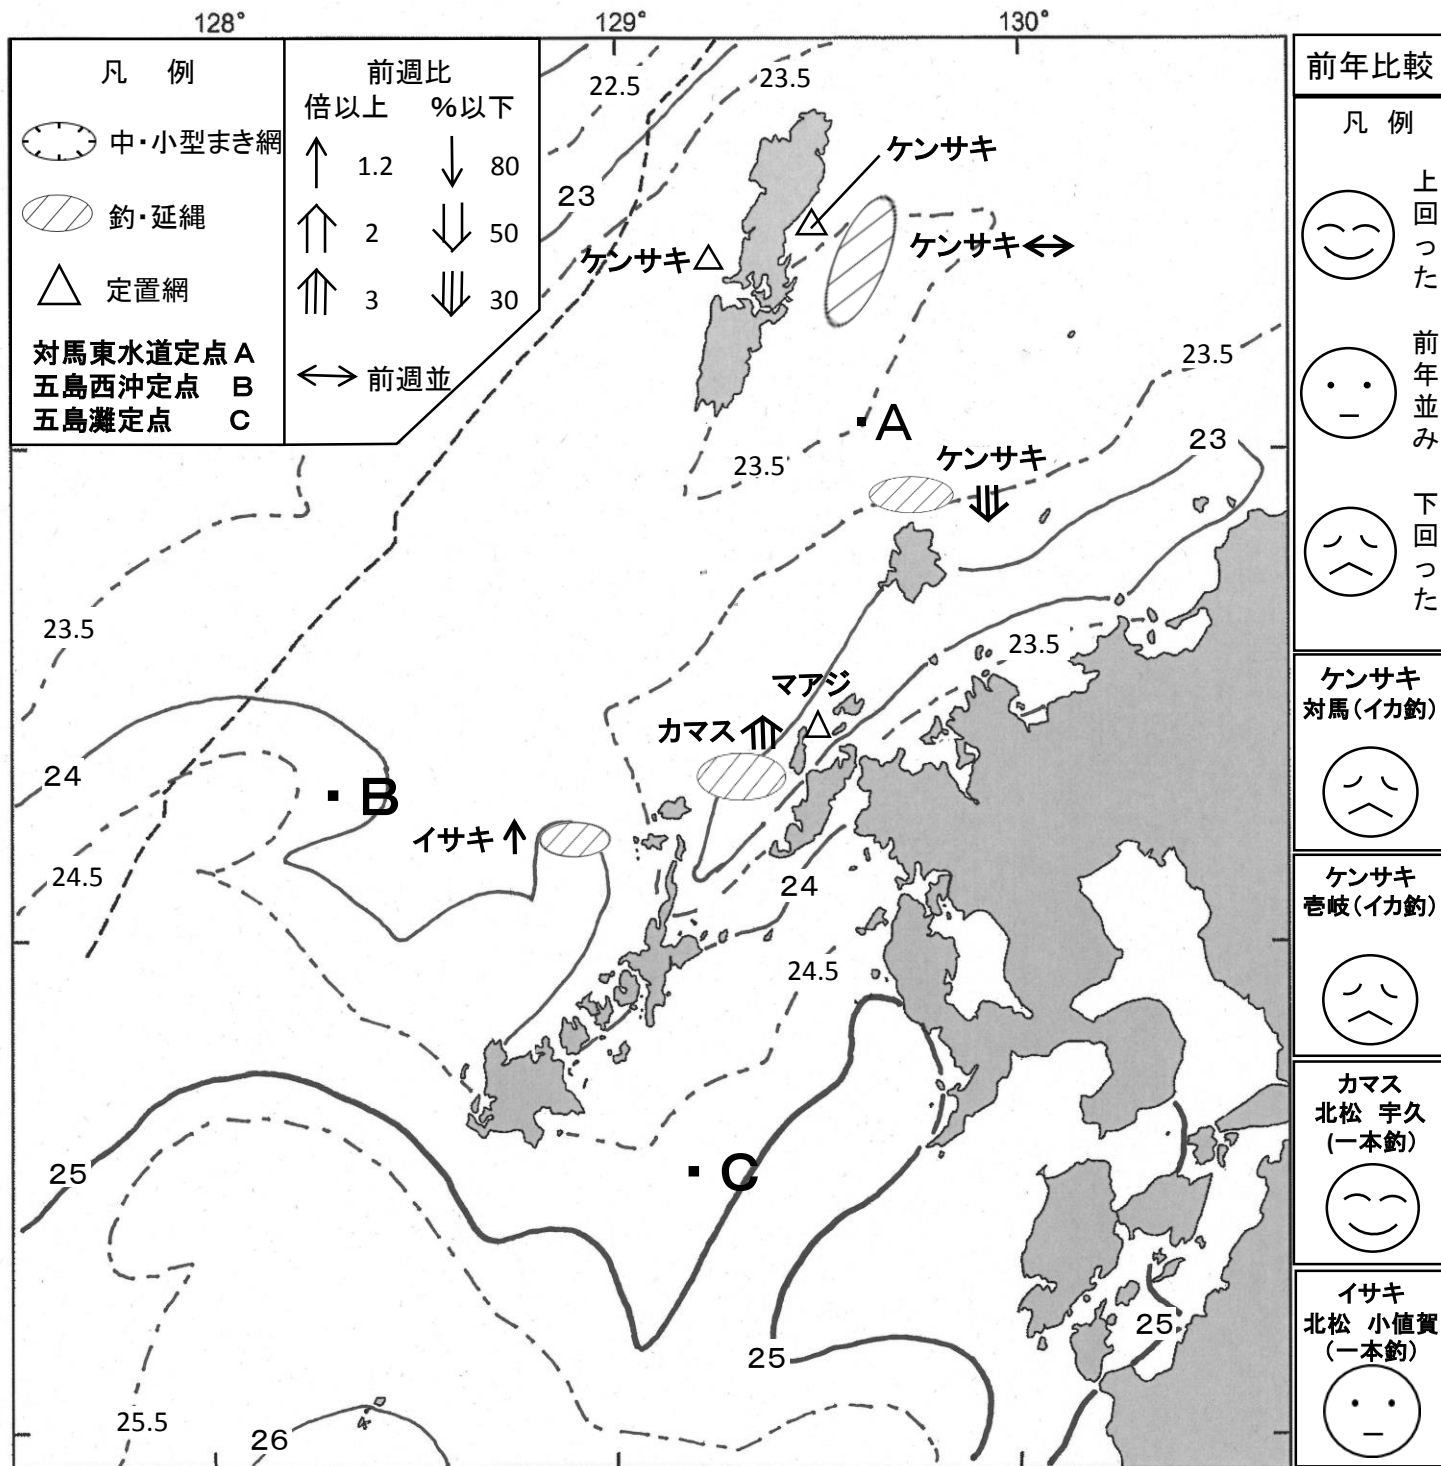 128°
129°
130°
凡 例
中・小型まき網
釣・延縄
定置網
対馬東水道定点 A
五島西沖定点 B
五島灘定点 C
前週比
倍以上 %以下
1.2 80
2 50
3 30
前週並
22.5
23.5
23
ケンサキ
ケンサキ
ケンサキ
23.5
A
23.5
ケンサキ
23
23.5
23.5
マアジ
カマス
24
B
イサキ
24.5
24
24.5
25
C
25
25
25.5
26
前年比較
凡 例
上回った
前年並み
下回った
ケンサキ
対馬(イカ釣)
ケンサキ
壱岐(イカ釣)
カマス
北松 宇久
(一本釣)
イサキ
北松 小値賀
(一本釣)